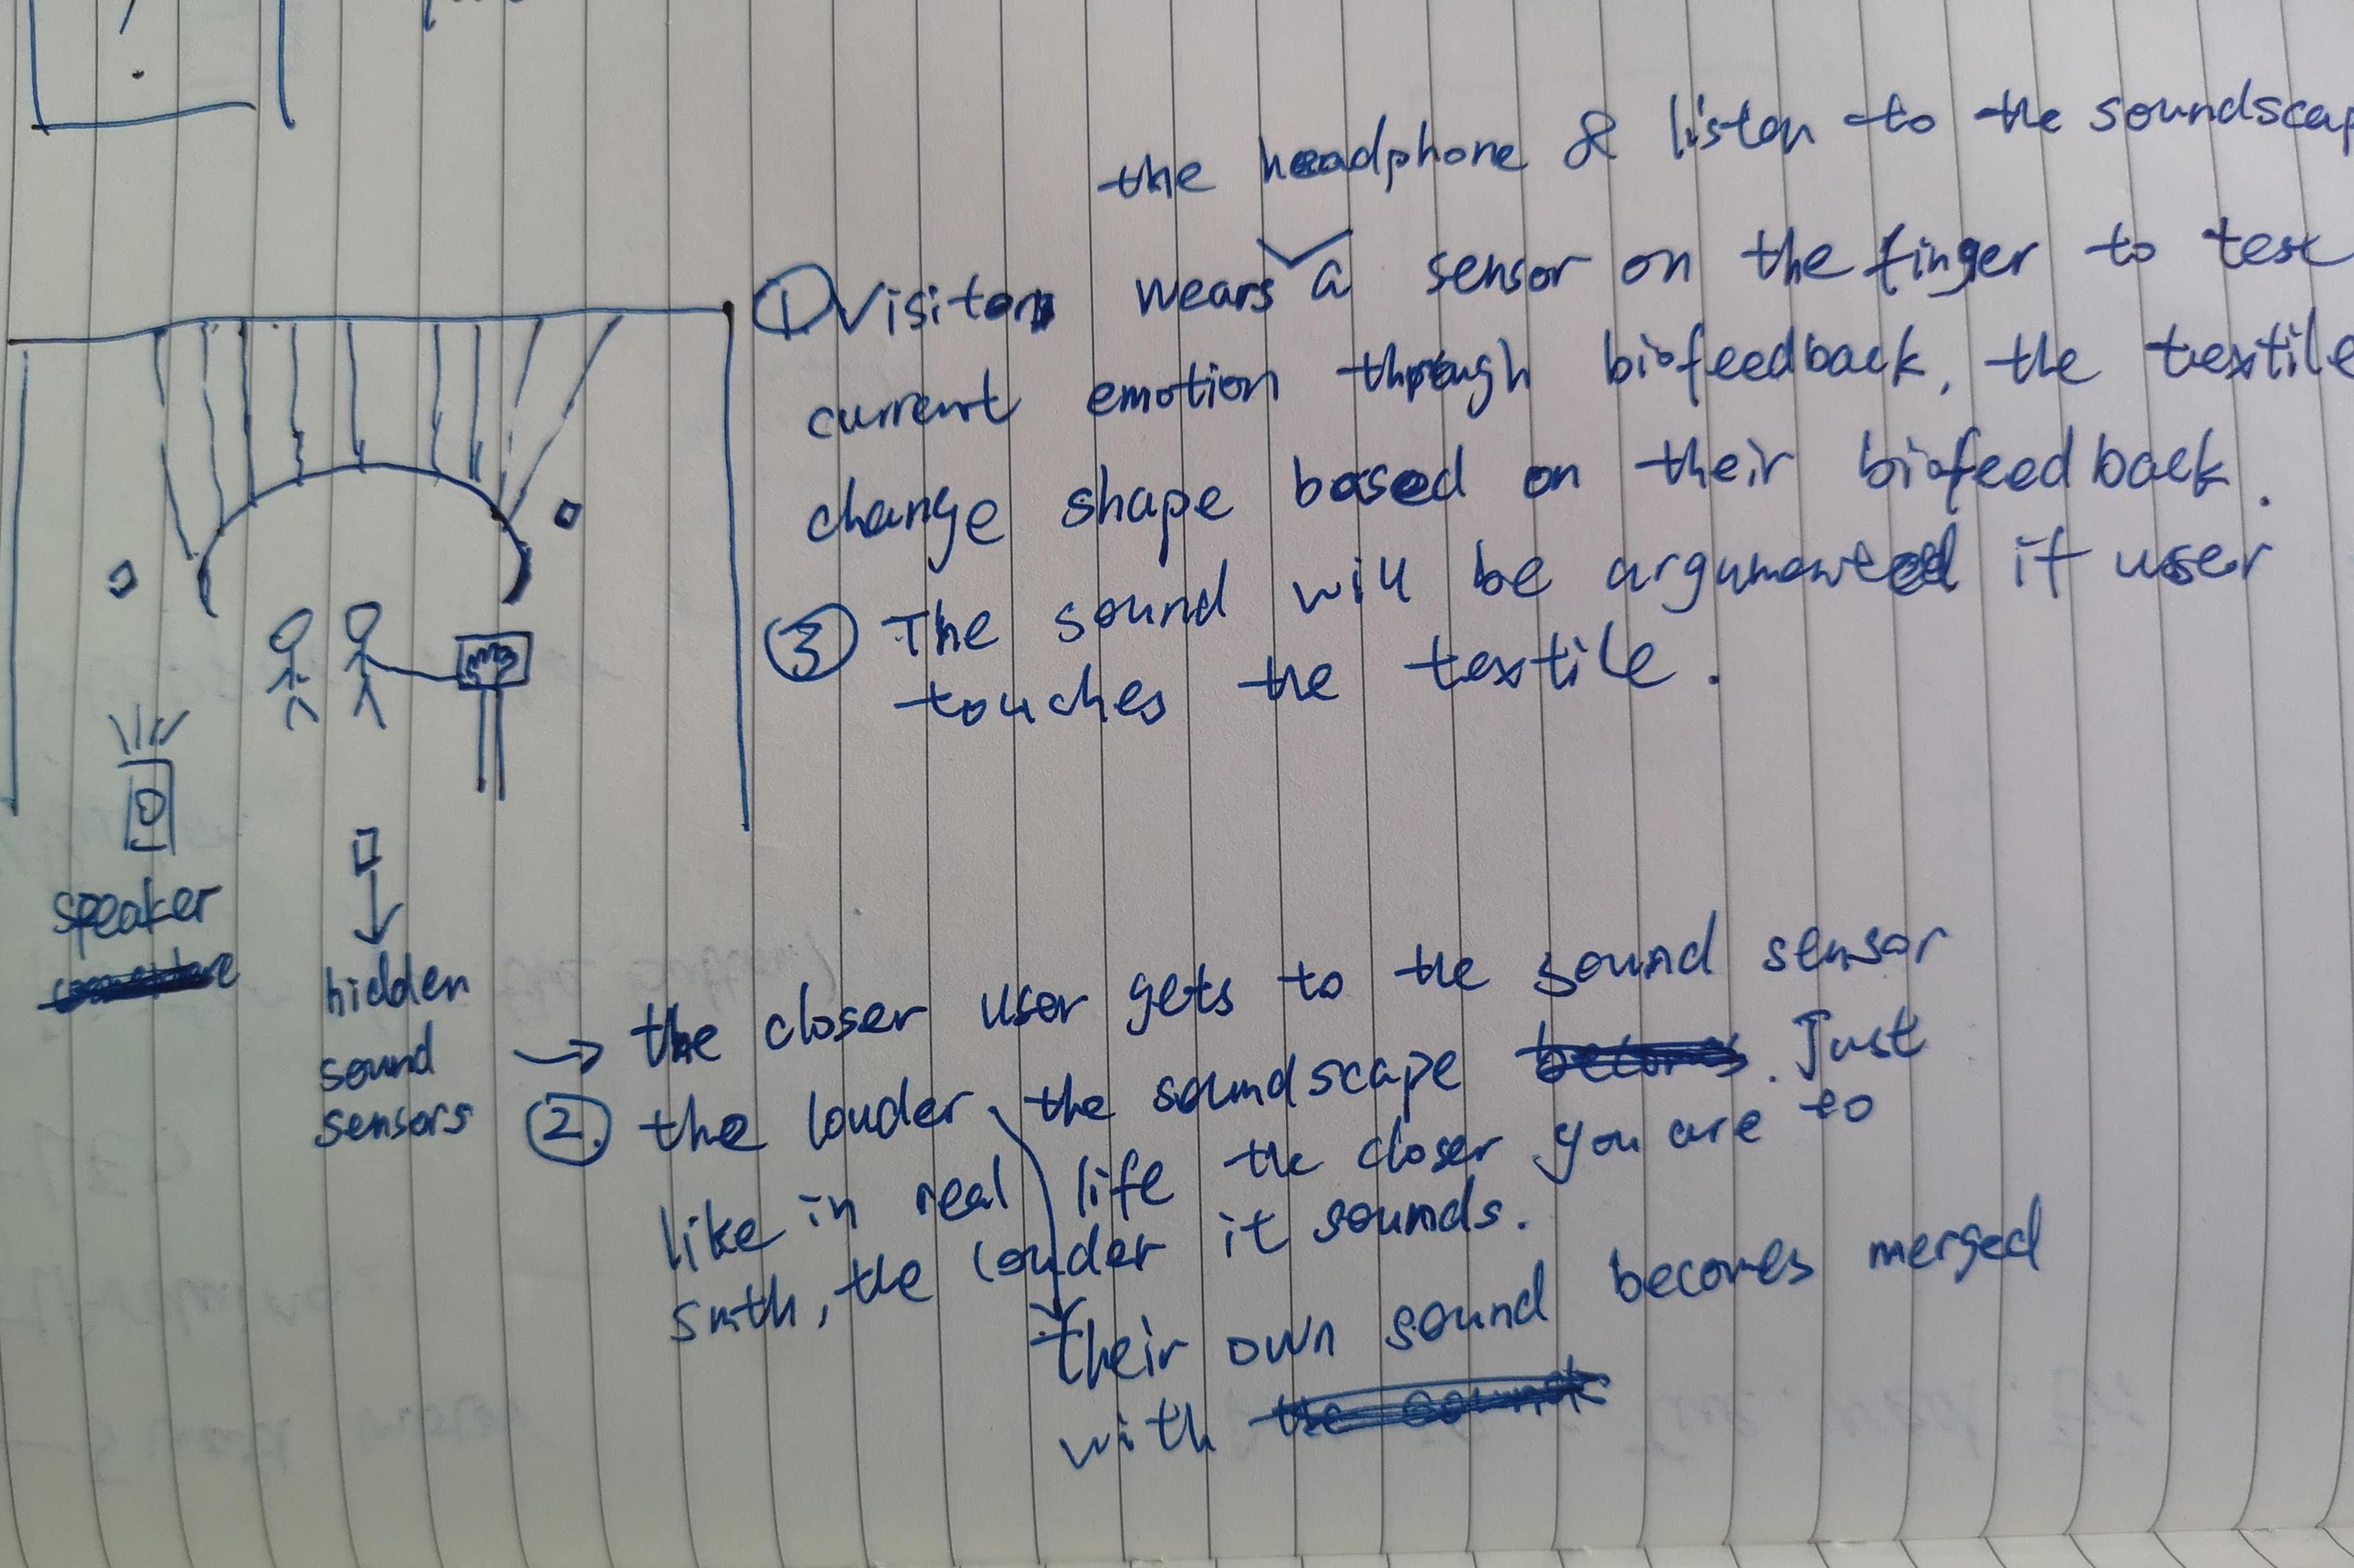 the headphone & listen to the soundscap
① Visitors wears a sensor on the finger to test
current emotion through biofeedback, the textile
change shape based on their biofeedback.
③ The sound will be argumented if user
touches the textile.
speaker
hidden
sound
sensors
→ the closer user gets to the sound sensor
②. the louder the soundscape becomes. Just
like in real life the closer you are to
smth, the louder it sounds.
their own sound becomes merged
with